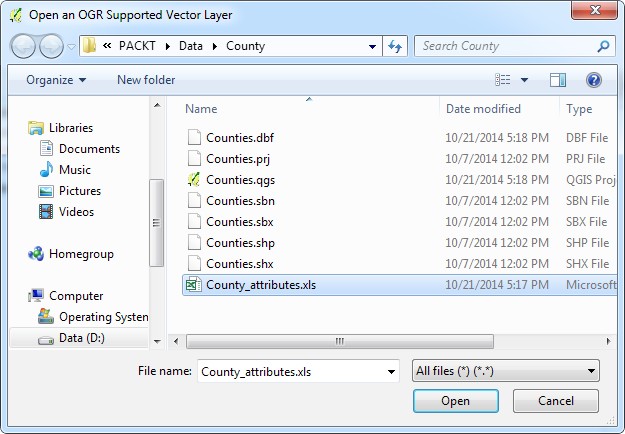 Open an OGR Supported Vector Layer
« PACKT ▸ Data ▸ County
Search County
Organize
New folder
Name
Date modified
Type
Libraries
Documents
Music
Pictures
Videos
Homegroup
Computer
Operating System
Data (D:)
Counties.dbf 10/21/2014 5:18 PM DBF File
Counties.prj 10/7/2014 12:02 PM PRJ File
Counties.qgs 10/21/2014 5:18 PM QGIS Proj
Counties.sbn 10/7/2014 12:02 PM SBN File
Counties.sbx 10/7/2014 12:02 PM SBX File
Counties.shp 10/7/2014 12:02 PM SHP File
Counties.shx 10/7/2014 12:02 PM SHX File
County_attributes.xls 10/21/2014 5:17 PM Microsoft
File name: County_attributes.xls
All files (*) (*.*)
Open
Cancel